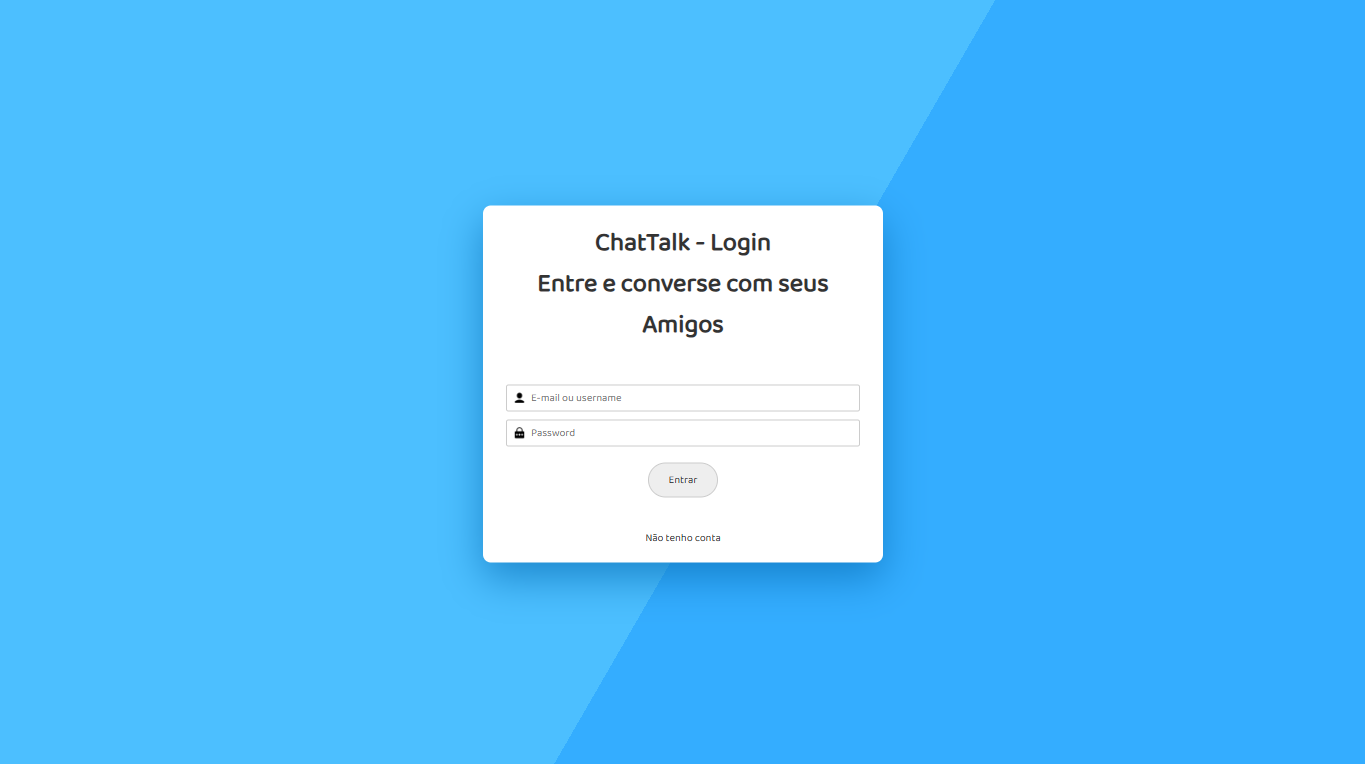 ChatTalk - Login
Entre e converse com seus
Amigos
E-mail ou username
Password
Entrar
Não tenho conta